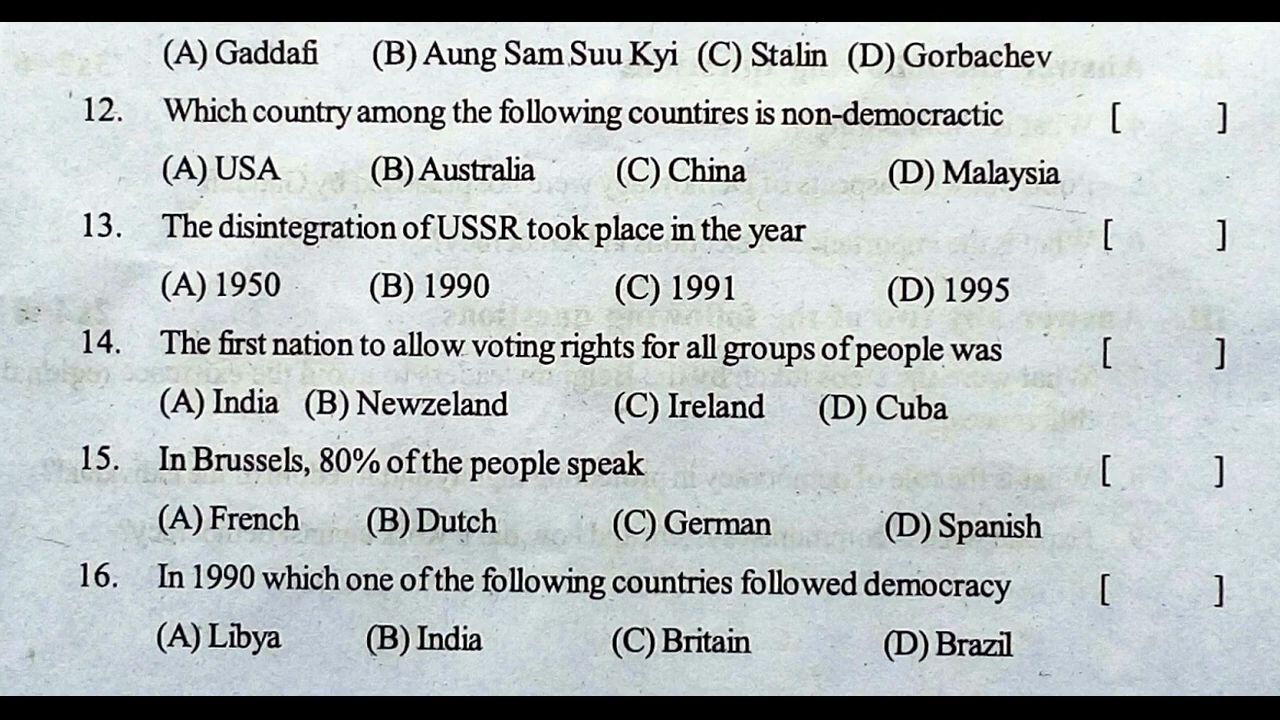 (A) Gaddafi (B) Aung Sam Suu Kyi (C) Stalin (D) Gorbachev
12. Which country among the following countires is non-democractic [ ]
(A) USA (B) Australia (C) China (D) Malaysia
13. The disintegration of USSR took place in the year [ ]
(A) 1950 (B) 1990 (C) 1991 (D) 1995
14. The first nation to allow voting rights for all groups of people was [ ]
(A) India (B) Newzeland (C) Ireland (D) Cuba
15. In Brussels, 80% of the people speak [ ]
(A) French (B) Dutch (C) German (D) Spanish
16. In 1990 which one of the following countries followed democracy [ ]
(A) Libya (B) India (C) Britain (D) Brazil